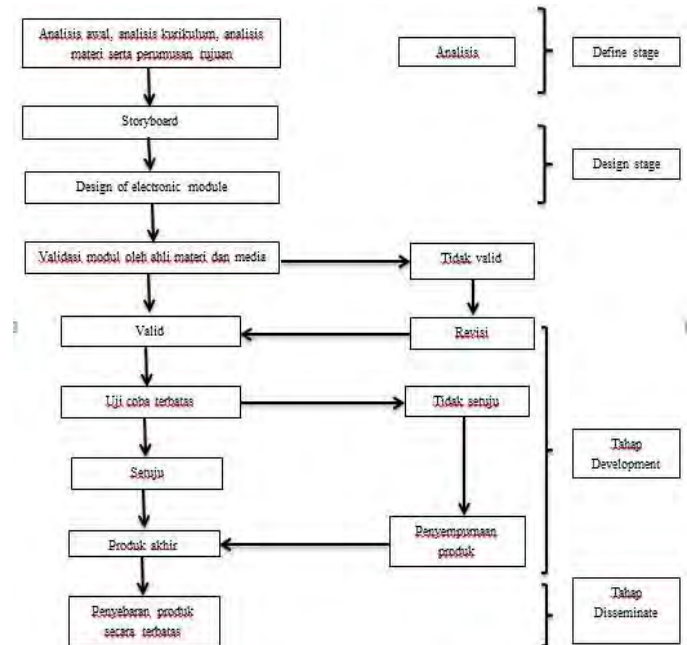 Analisis awal, analisis kurikulum, analisis
materi serta perumusan tujuan
Analisis
Define stage
Storyboard
Design stage
Design of electronic module
Validasi modul oleh ahli materi dan media
Tidak valid
Valid
Revisi
Uji coba terbatas
Tidak setuju
Tahap
Development
Setuju
Produk akhir
Penyempurnaan
produk
Penyebaran produk
secara terbatas
Tahap
Disseminate